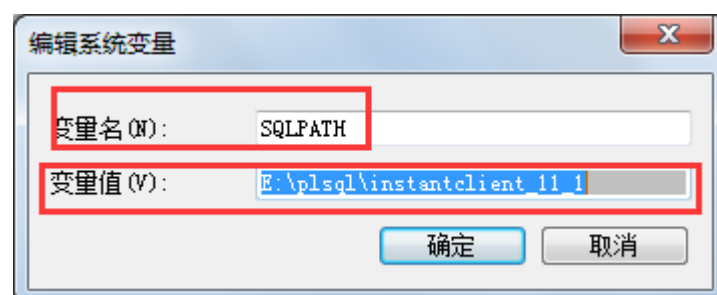 编辑系统变量
变量名(N): SQLPATH
变量值(V): E:\plsql\instantclient_11_1
确定 取消